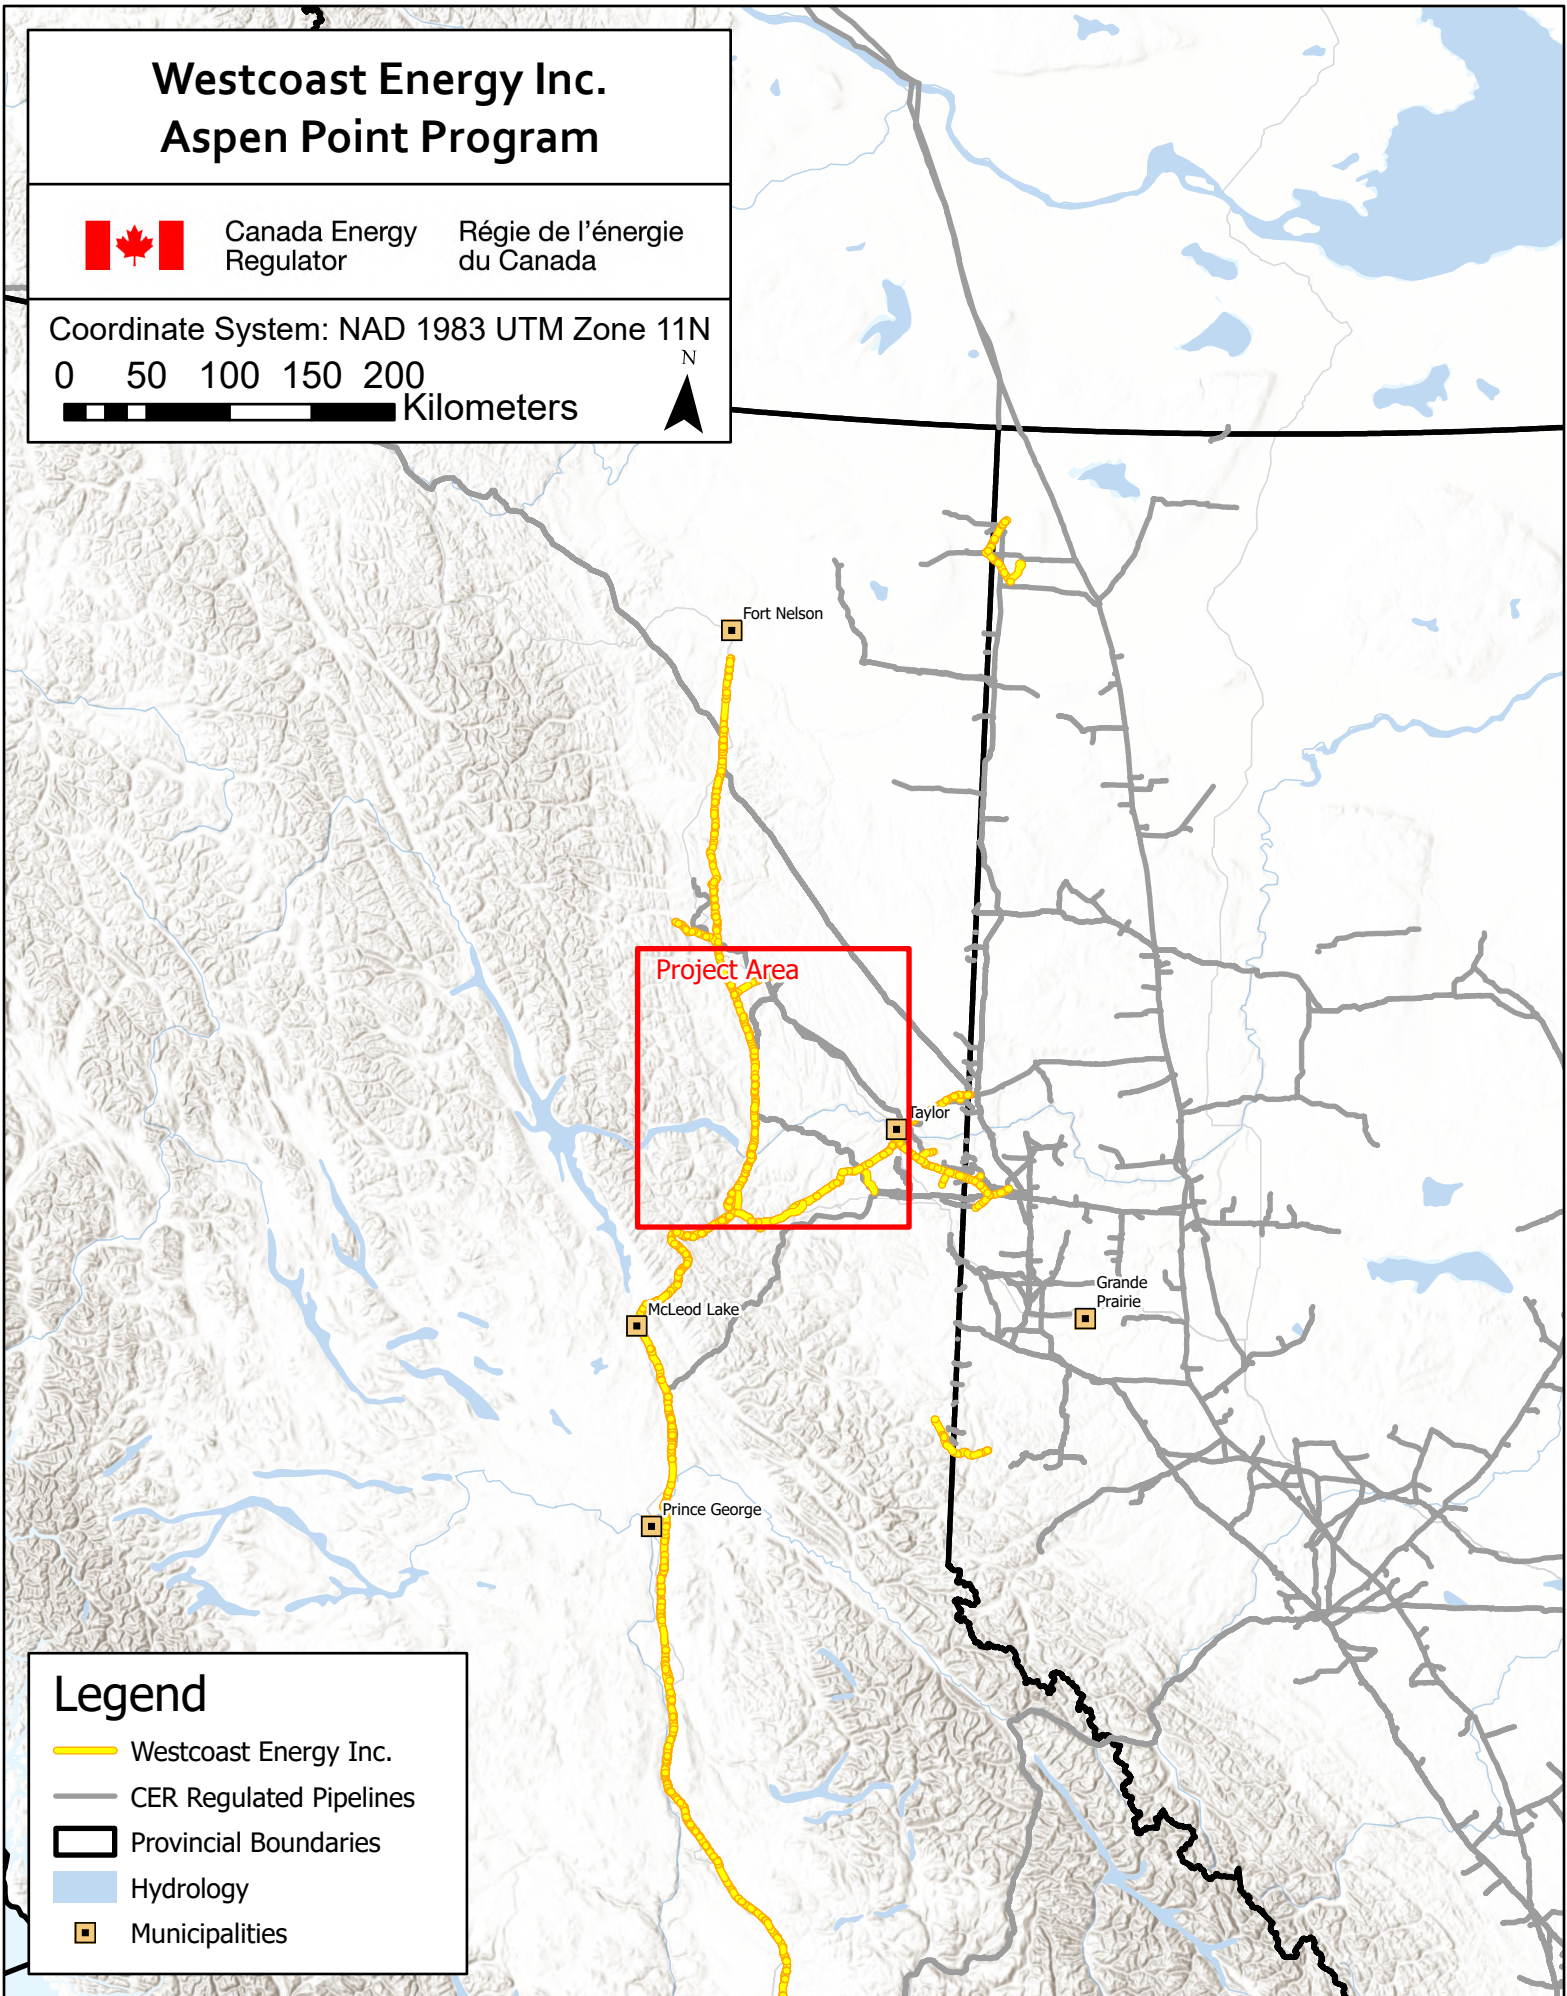 Westcoast Energy Inc.
Aspen Point Program
Canada Energy
Regulator
Régie de l'énergie
du Canada
Coordinate System: NAD 1983 UTM Zone 11N
0 50 100 150 200
Kilometers
N
Fort Nelson
Project Area
Taylor
McLeod Lake
Grande
Prairie
Prince George
Legend
Westcoast Energy Inc.
CER Regulated Pipelines
Provincial Boundaries
Hydrology
Municipalities